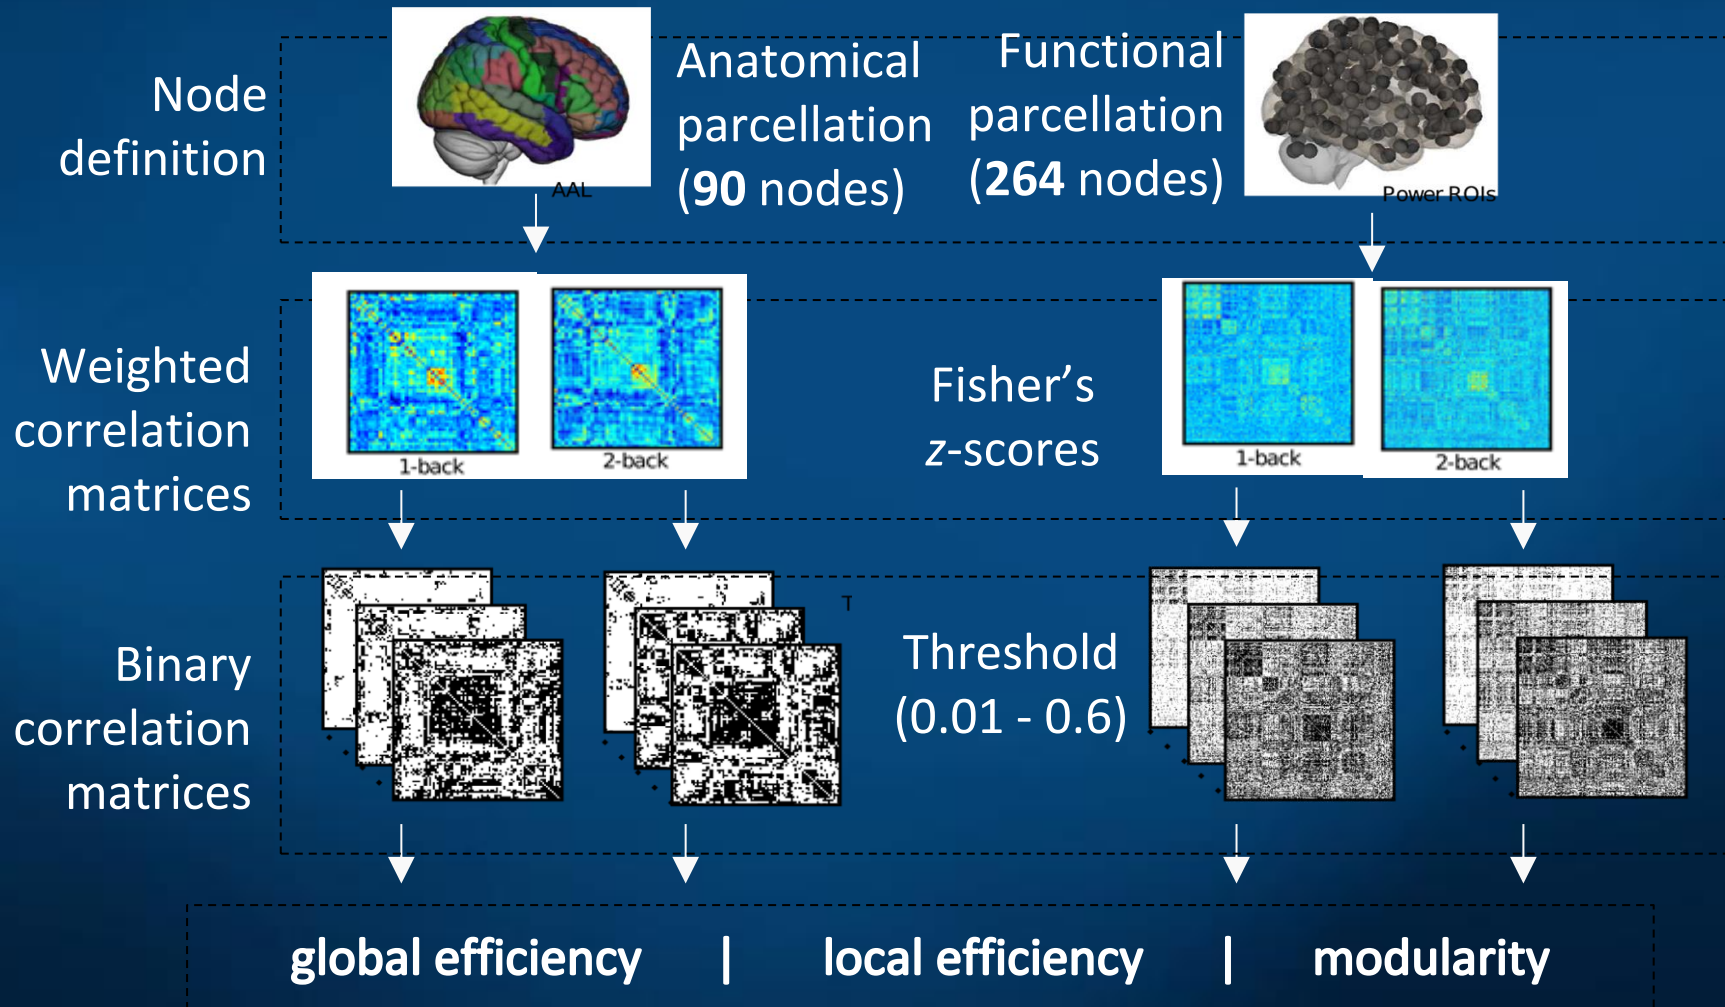 Node
definition
Anatomical
parcellation
(90 nodes)
AAL
Functional
parcellation
(264 nodes)
Power ROIs
Weighted
correlation
matrices
1-back
2-back
Fisher’s
z-scores
1-back
2-back
Binary
correlation
matrices
T
Threshold
(0.01 - 0.6)
global efficiency | local efficiency | modularity